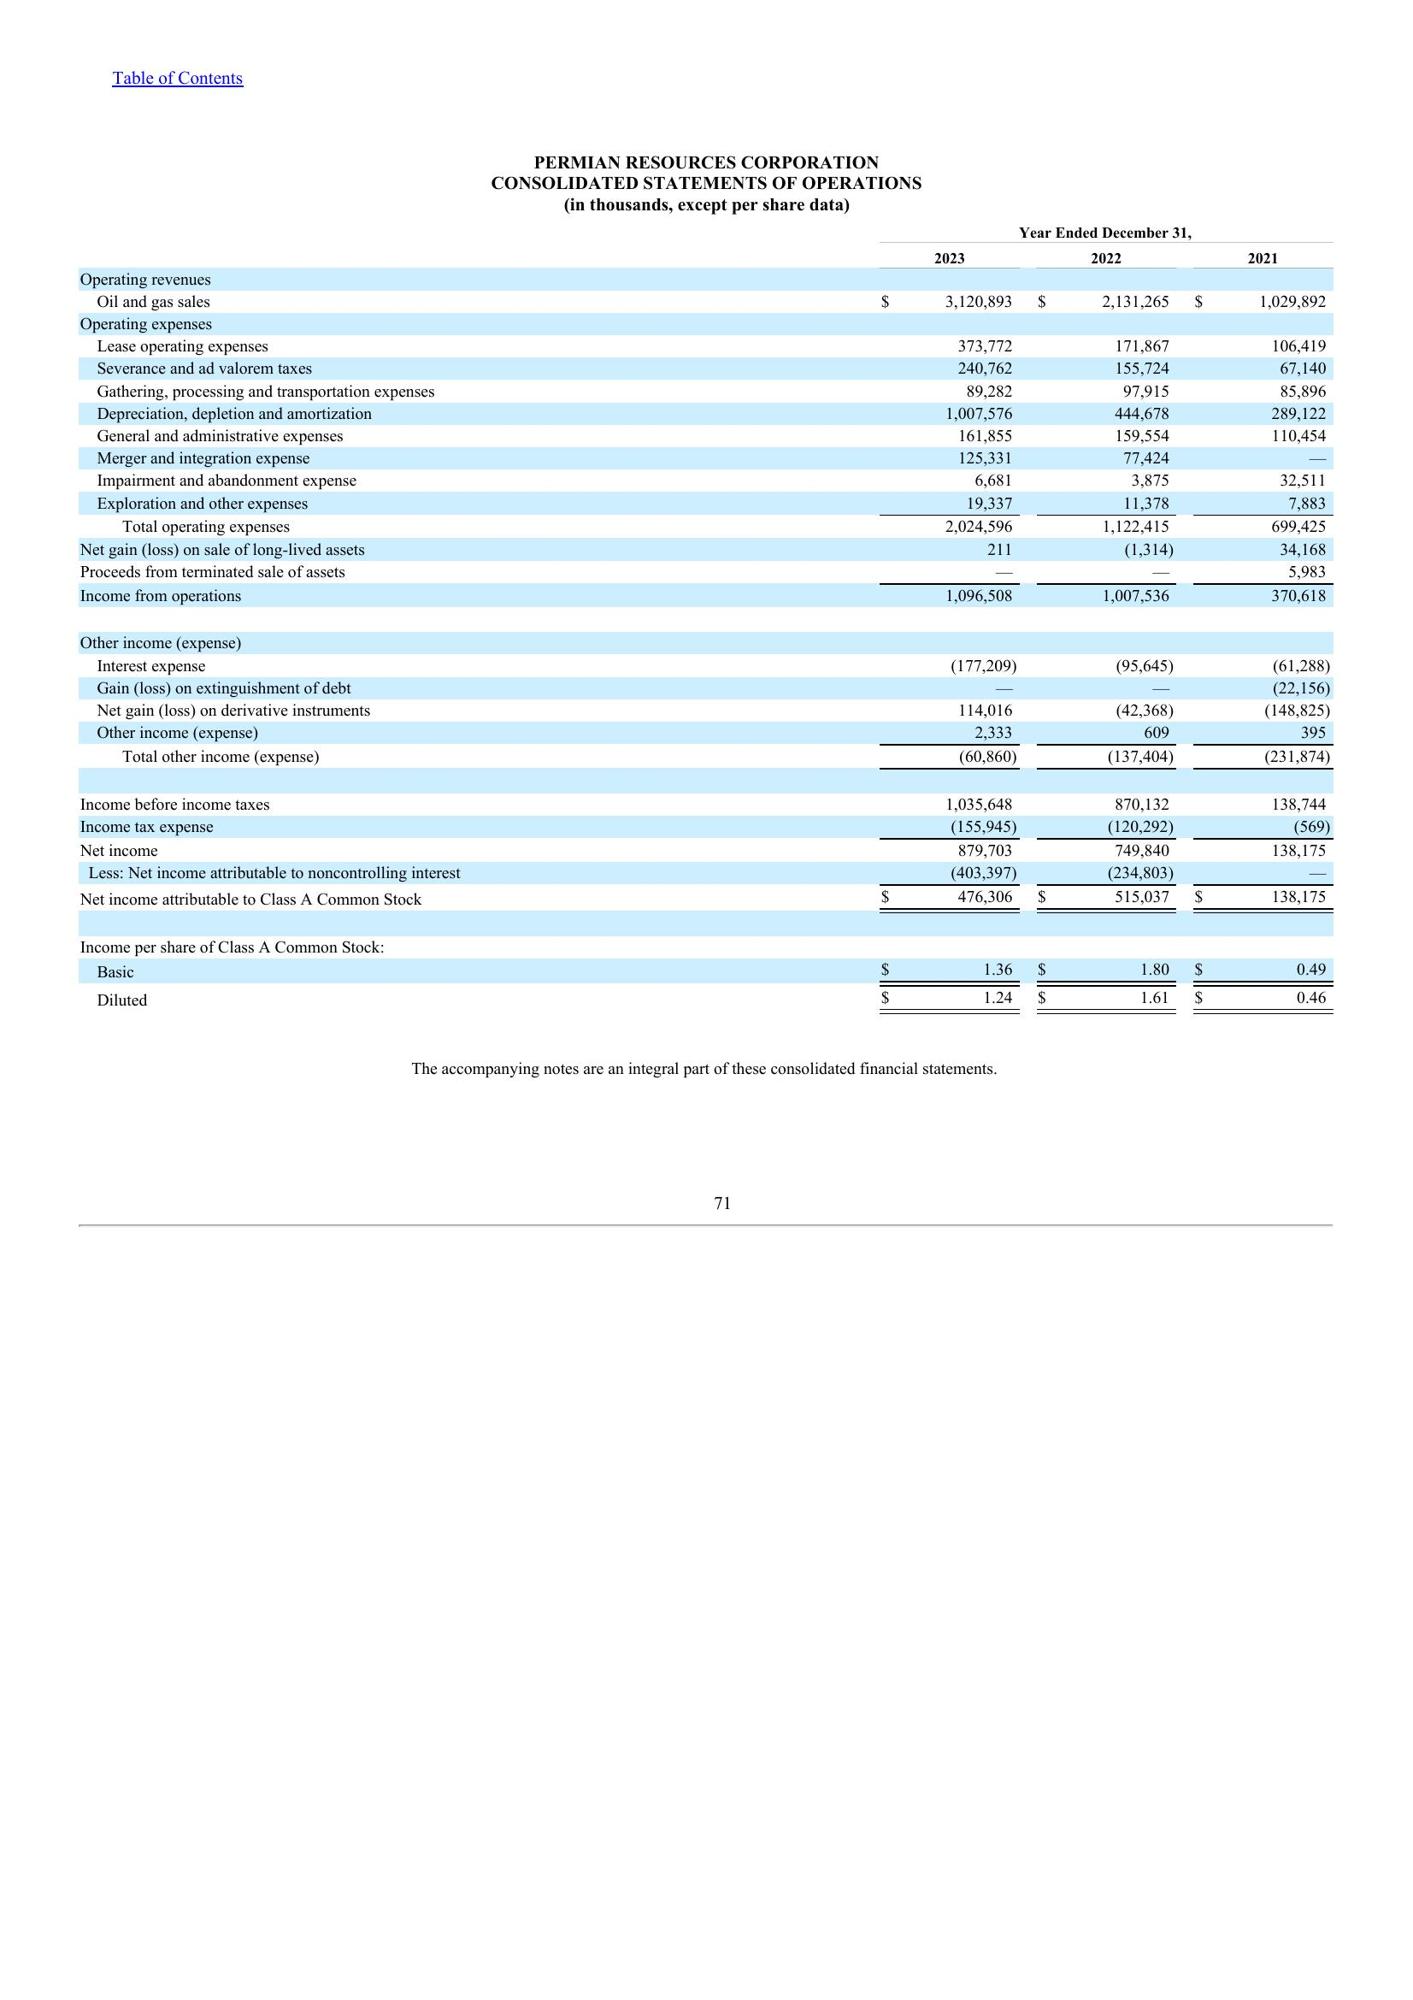 Table of Contents
PERMIAN RESOURCES CORPORATION
CONSOLIDATED STATEMENTS OF OPERATIONS
(in thousands, except per share data)
Year Ended December 31,
2023 2022 2021
Operating revenues
Oil and gas sales $ 3,120,893 $ 2,131,265 $ 1,029,892
Operating expenses
Lease operating expenses 373,772 171,867 106,419
Severance and ad valorem taxes 240,762 155,724 67,140
Gathering, processing and transportation expenses 89,282 97,915 85,896
Depreciation, depletion and amortization 1,007,576 444,678 289,122
General and administrative expenses 161,855 159,554 110,454
Merger and integration expense 125,331 77,424 —
Impairment and abandonment expense 6,681 3,875 32,511
Exploration and other expenses 19,337 11,378 7,883
Total operating expenses 2,024,596 1,122,415 699,425
Net gain (loss) on sale of long-lived assets 211 (1,314) 34,168
Proceeds from terminated sale of assets — — 5,983
Income from operations 1,096,508 1,007,536 370,618
Other income (expense)
Interest expense (177,209) (95,645) (61,288)
Gain (loss) on extinguishment of debt — — (22,156)
Net gain (loss) on derivative instruments 114,016 (42,368) (148,825)
Other income (expense) 2,333 609 395
Total other income (expense) (60,860) (137,404) (231,874)
Income before income taxes 1,035,648 870,132 138,744
Income tax expense (155,945) (120,292) (569)
Net income 879,703 749,840 138,175
Less: Net income attributable to noncontrolling interest (403,397) (234,803) —
Net income attributable to Class A Common Stock $ 476,306 $ 515,037 $ 138,175
Income per share of Class A Common Stock:
Basic $ 1.36 $ 1.80 $ 0.49
Diluted $ 1.24 $ 1.61 $ 0.46
The accompanying notes are an integral part of these consolidated financial statements.
71